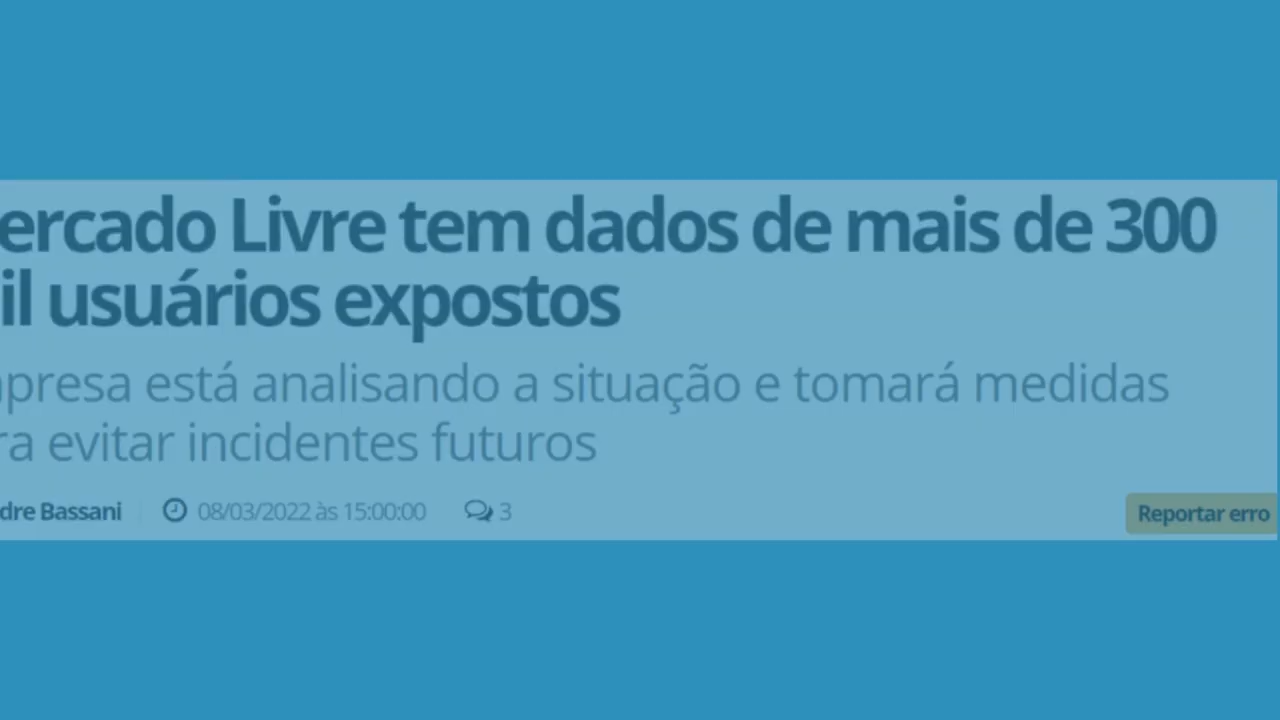 ercado Livre tem dados de mais de 300
il usuários expostos
presa está analisando a situação e tomará medidas
ra evitar incidentes futuros
dre Bassani 08/03/2022 às 15:00:00 3 Reportar erro